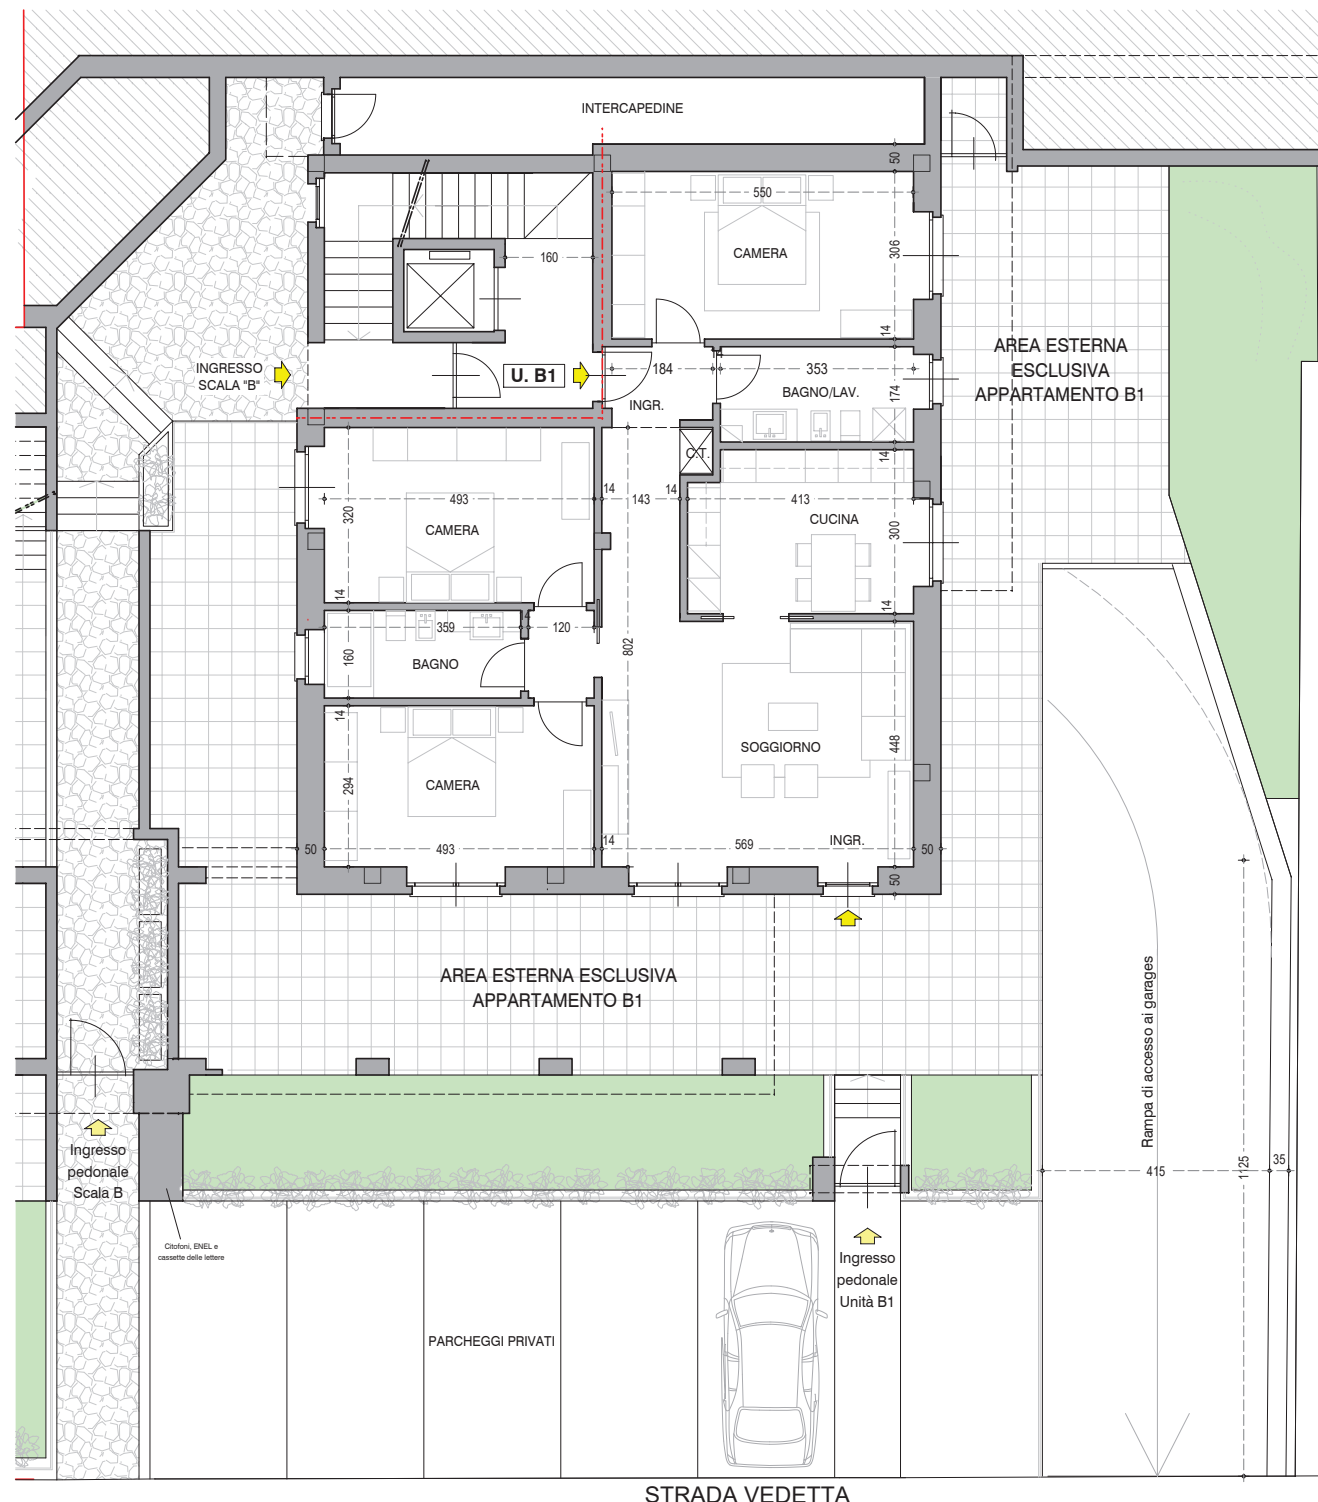 INTERCAPEDINE
50
550
CAMERA
306
160
14
INGRESSO
SCALA "B"
U. B1
184
14
353
INGR.
BAGNO/LAV.
174
AREA ESTERNA
ESCLUSIVA
APPARTAMENTO B1
C.T.
14
320
493
14
143
14
413
CAMERA
CUCINA
300
14
14
359
14
120
160
BAGNO
802
14
SOGGIORNO
448
CAMERA
294
50
493
14
569
INGR.
50
50
AREA ESTERNA ESCLUSIVA
APPARTAMENTO B1
Rampa di accesso ai garages
415
1125
35
Ingresso
pedonale
Scala B
Citofoni, ENEL e
cassette delle lettere
Ingresso
pedonale
Unità B1
PARCHEGGI PRIVATI
STRADA VEDETTA